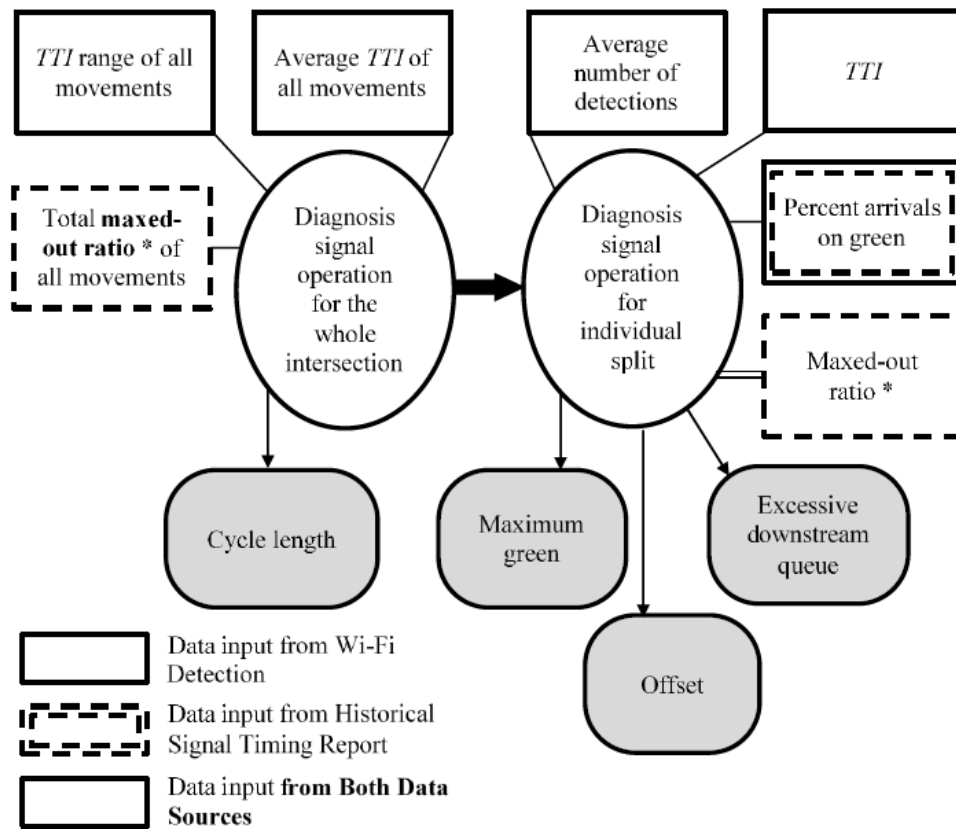 TTI range of all
movements
Average TTI of
all movements
Average
number of
detections
TTI
Total maxed-
out ratio * of
all movements
Diagnosis
signal
operation
for the
whole
intersection
Diagnosis
signal
operation
for
individual
split
Percent arrivals
on green
Maxed-out
ratio *
Cycle length
Maximum
green
Excessive
downstream
queue
Offset
Data input from Wi-Fi
Detection
Data input from Historical
Signal Timing Report
Data input from Both Data
Sources